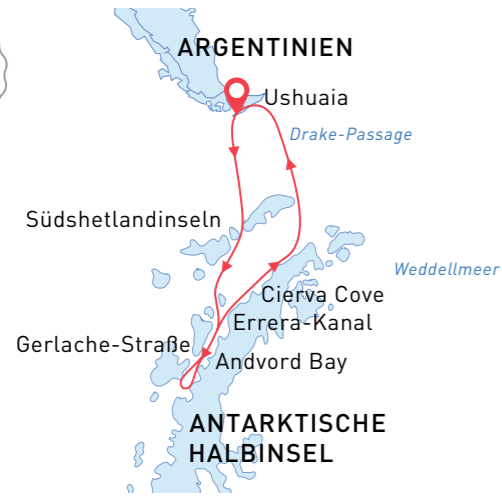 ARGENTINIEN
Ushuaia
Drake-Passage
Südshetlandinseln
Weddellmeer
Cierva Cove
Errera-Kanal
Gerlache-Straße
Andvord Bay
ANTARKTISCHE
HALBINSEL